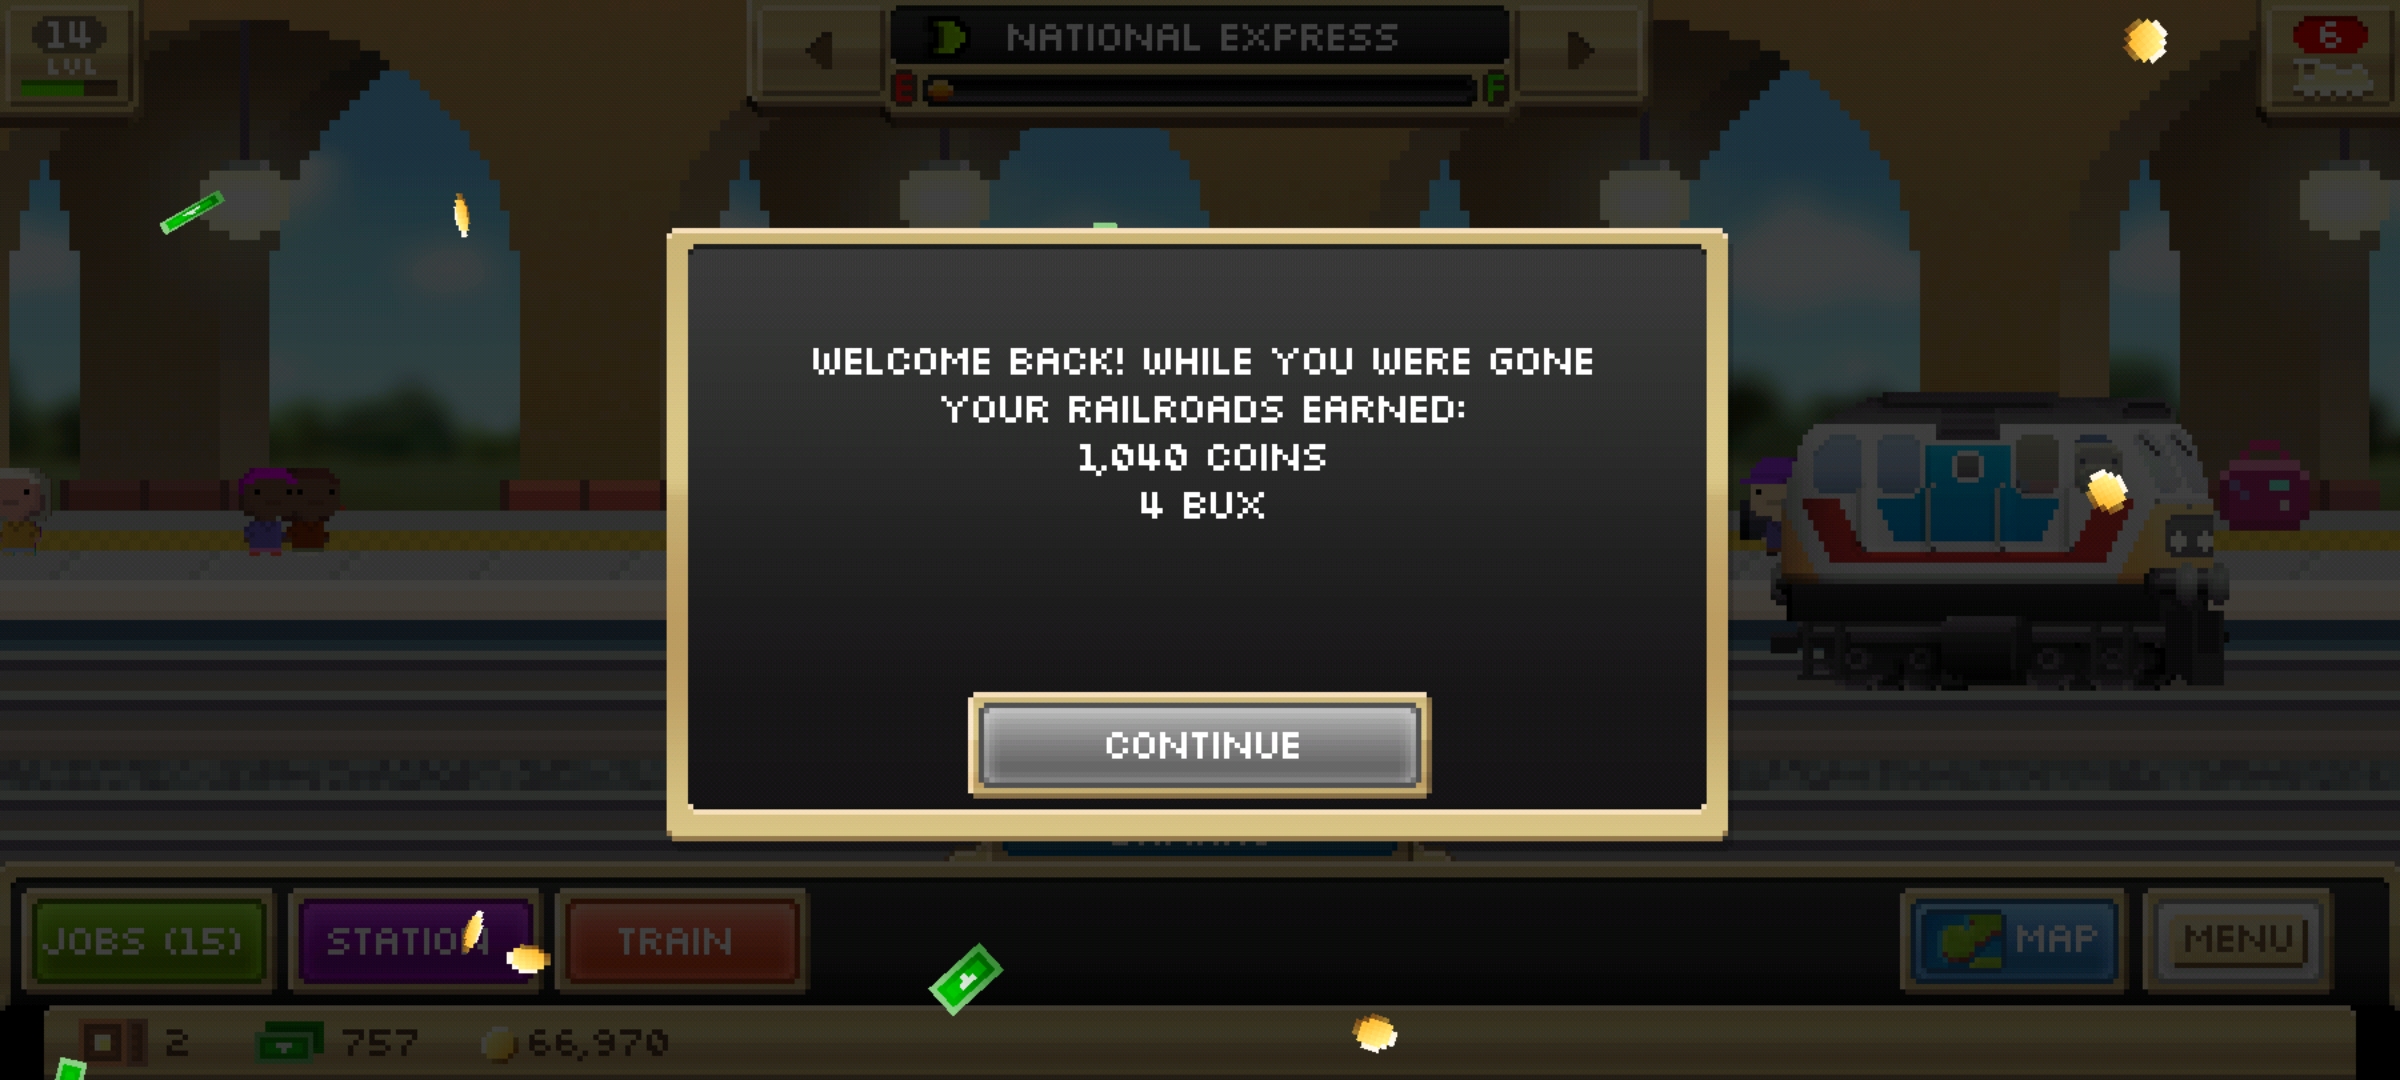 14
LVL
NATIONAL EXPRESS
E
F
6
WELCOME BACK! WHILE YOU WERE GONE
YOUR RAILROADS EARNED:
1,040 COINS
4 BUX
CONTINUE
JOBS (15)
STATION
TRAIN
MAP
MENU
2
757
66,970